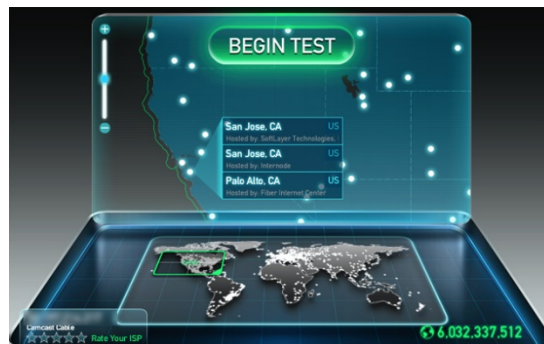 BEGIN TEST
San Jose, CA US
Hosted by: SoftLayer Technologies,
San Jose, CA US
Hosted by: Internode
Palo Alto, CA US
Hosted by: Fiber Internet Center
Comcast Cable
Rate Your ISP
6,032,337,512